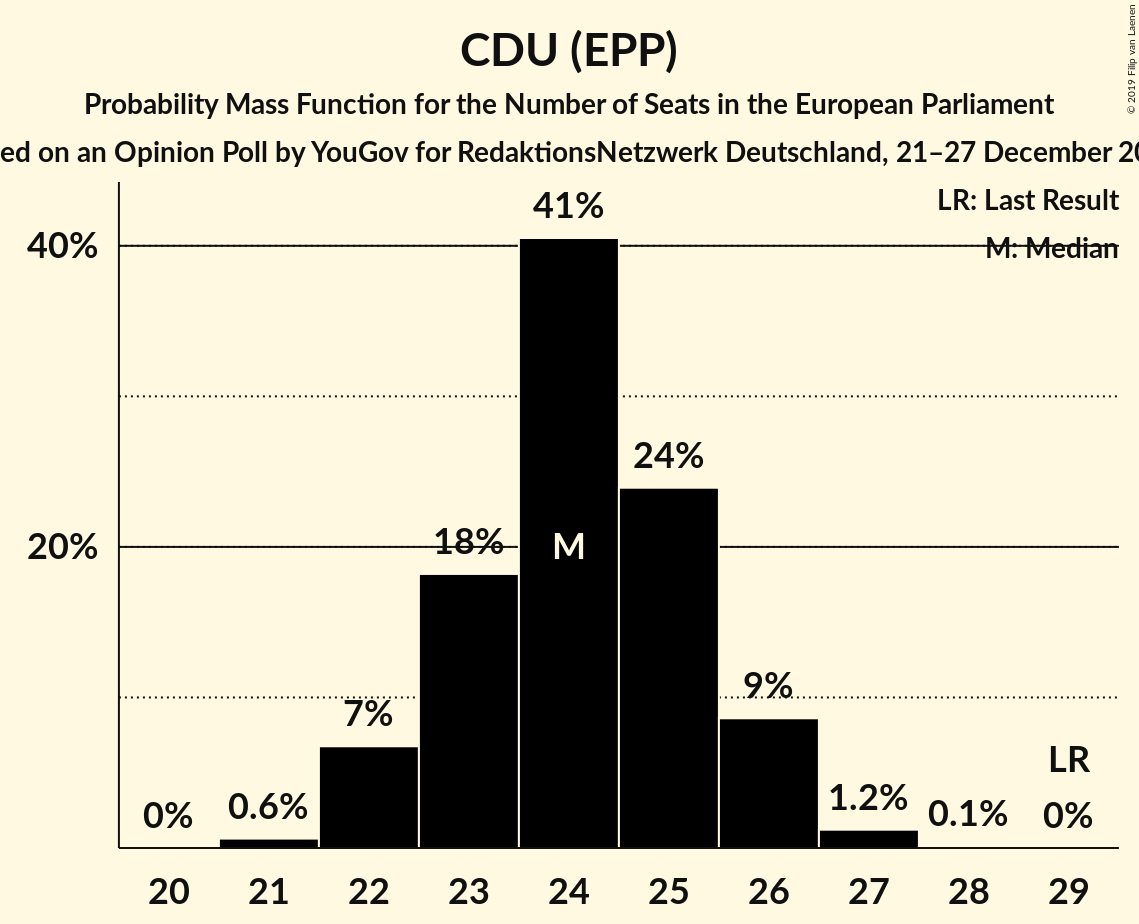 CDU (EPP)
Probability Mass Function for the Number of Seats in the European Parliament
ed on an Opinion Poll by YouGov for RedaktionsNetzwerk Deutschland, 21–27 December 20
© 2019 Filip van Laenen
LR: Last Result
M: Median
40%
20%
0%
0.6%
7%
18%
41%
M
24%
9%
1.2%
0.1%
LR
0%
20 21 22 23 24 25 26 27 28 29